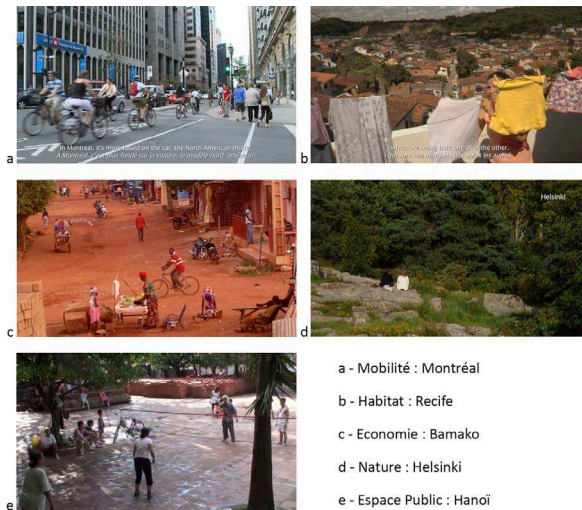 In Montreal, it's more based on the car, the North American model.
A Montréal, c'est plus fondé sur la voiture, le modèle nord-américain.
a
b
Helsinki
c
d
a - Mobilité : Montréal
b - Habitat : Recife
c - Economie : Bamako
d - Nature : Helsinki
e - Espace Public : Hanoï
e